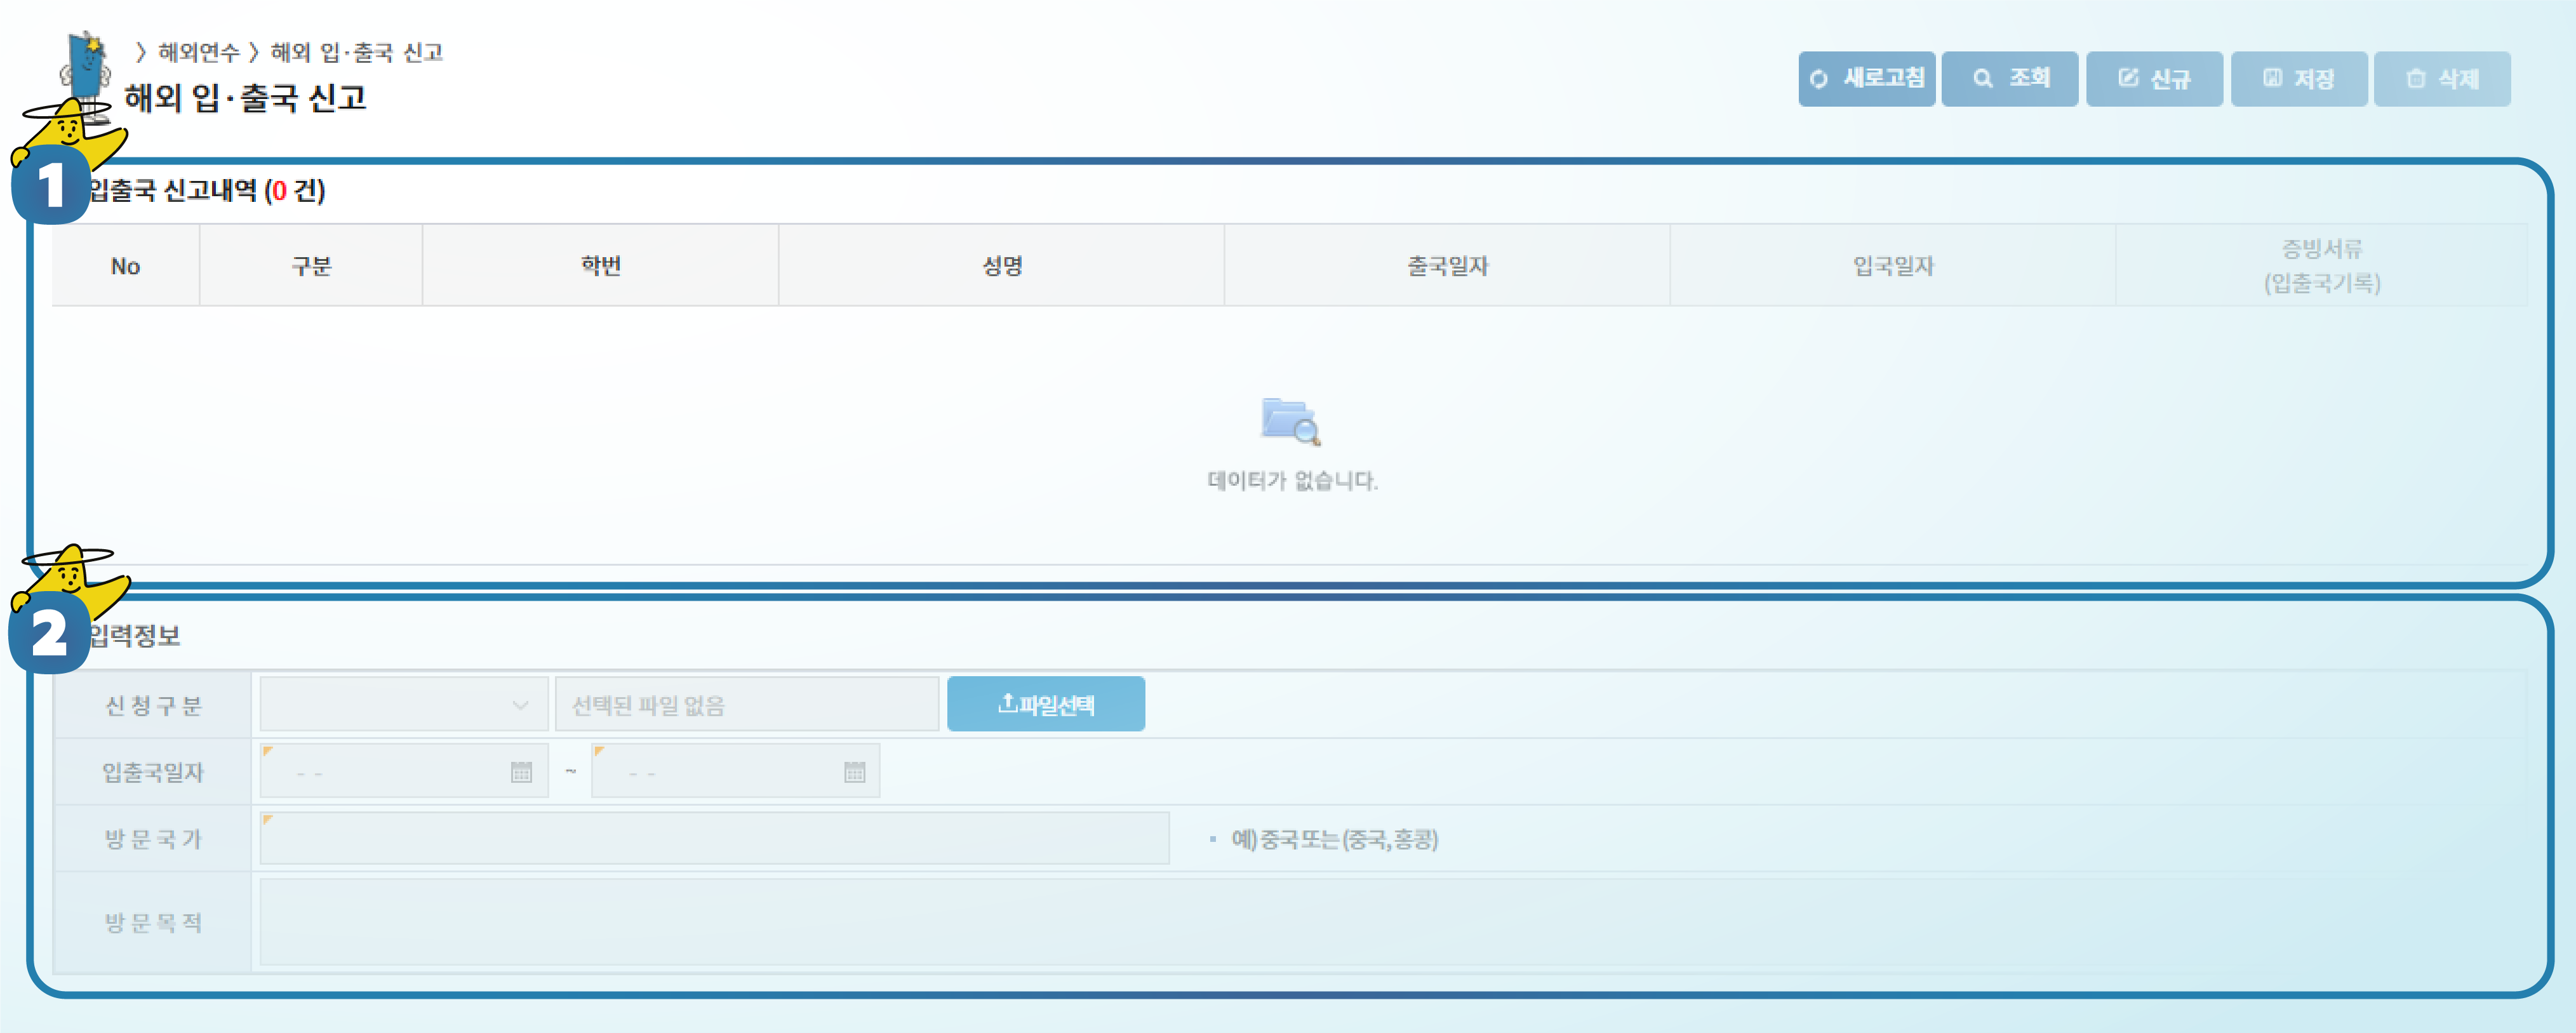 〉 해외연수 〉 해외 입·출국 신고
해외 입·출국 신고
새로고침 조회 신규 저장 삭제
1
입출국 신고내역 (0 건)
No 구분 학번 성명 출국일자 입국일자 증빙서류
(입출국기록)
데이터가 없습니다.
2
입력정보
신청구분 선택된 파일 없음 파일선택
입출국일자 - - ~ - -
방문국가 ▪ 예) 중국 또는 (중국, 홍콩)
방문목적